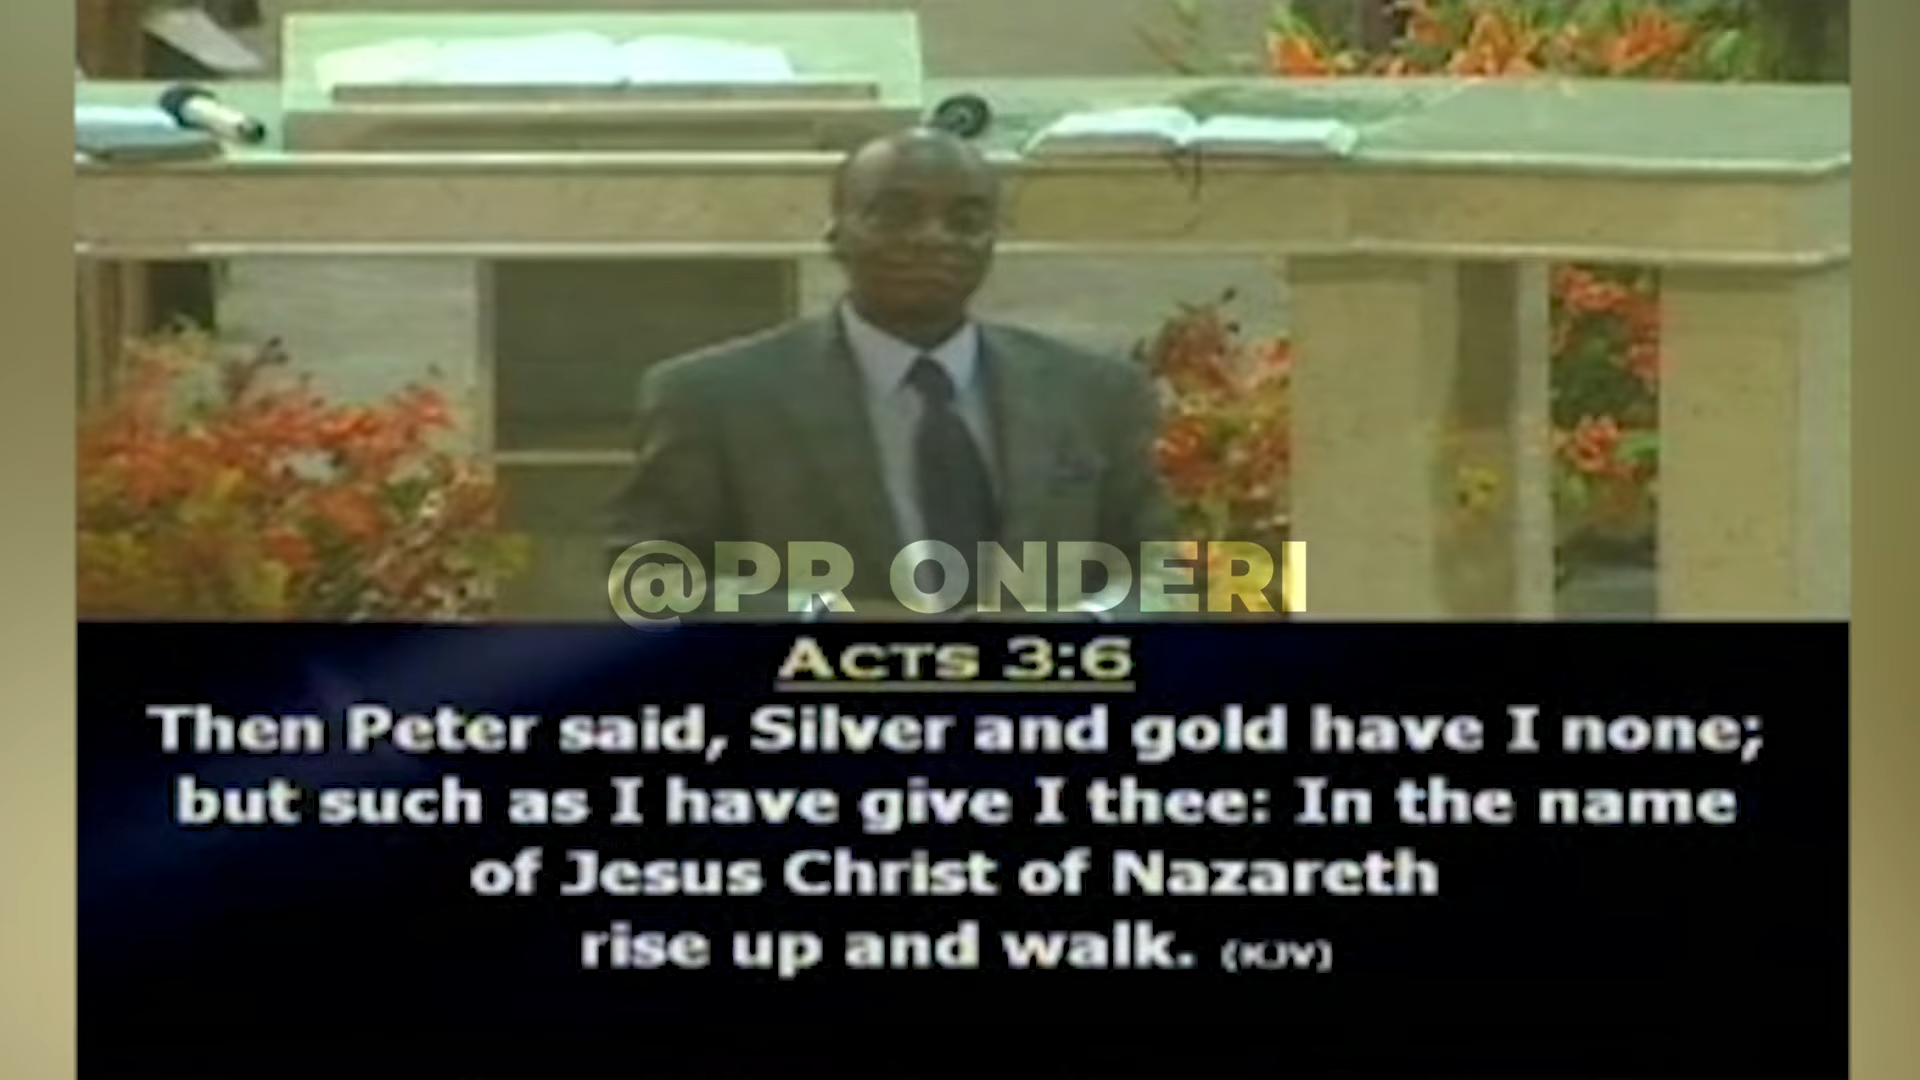 @PR ONDERI
ACTS 3:6
Then Peter said, Silver and gold have I none;
but such as I have give I thee: In the name
of Jesus Christ of Nazareth
rise up and walk. (KJV)